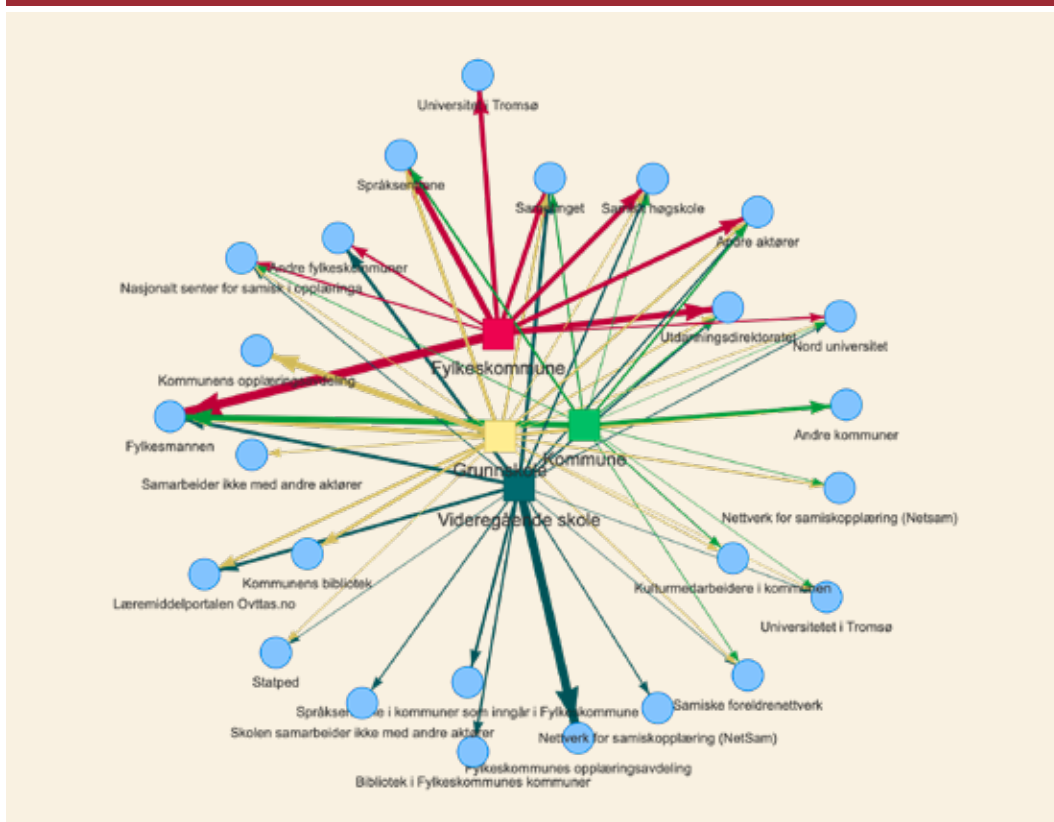 Universitet i Tromsø
Språksentrene
Sametinget
Samisk høgskole
Andre aktører
Andre fylkeskommuner
Nasjonalt senter for samisk i opplæringa
Utdanningsdirektoratet
Nord universitet
Fylkeskommune
Kommunens opplæringsavdeling
Andre kommuner
Fylkesmannen
Kommune
Grunnskole
Samarbeider ikke med andre aktører
Nettverk for samiskopplæring (Netsam)
Videregående skole
Kommunens bibliotek
Kulturmedarbeidere i kommunen
Læremiddelportalen Ovttas.no
Universitetet i Tromsø
Statped
Samiske foreldrenettverk
Språksentrene i kommuner som inngår i Fylkeskommune
Skolen samarbeider ikke med andre aktører
Nettverk for samiskopplæring (NetSam)
Fylkeskommunes opplæringsavdeling
Bibliotek i Fylkeskommunes kommuner